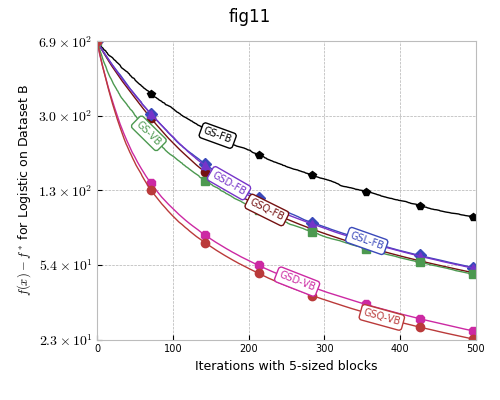 fig11
f(x) − f* for Logistic on Dataset B
6.9 × 10²
3.0 × 10²
1.3 × 10²
5.4 × 10¹
2.3 × 10¹
GS-VB
GS-FB
GSD-FB
GSQ-FB
GSL-FB
GSD-VB
GSQ-VB
0 100 200 300 400 500
Iterations with 5-sized blocks